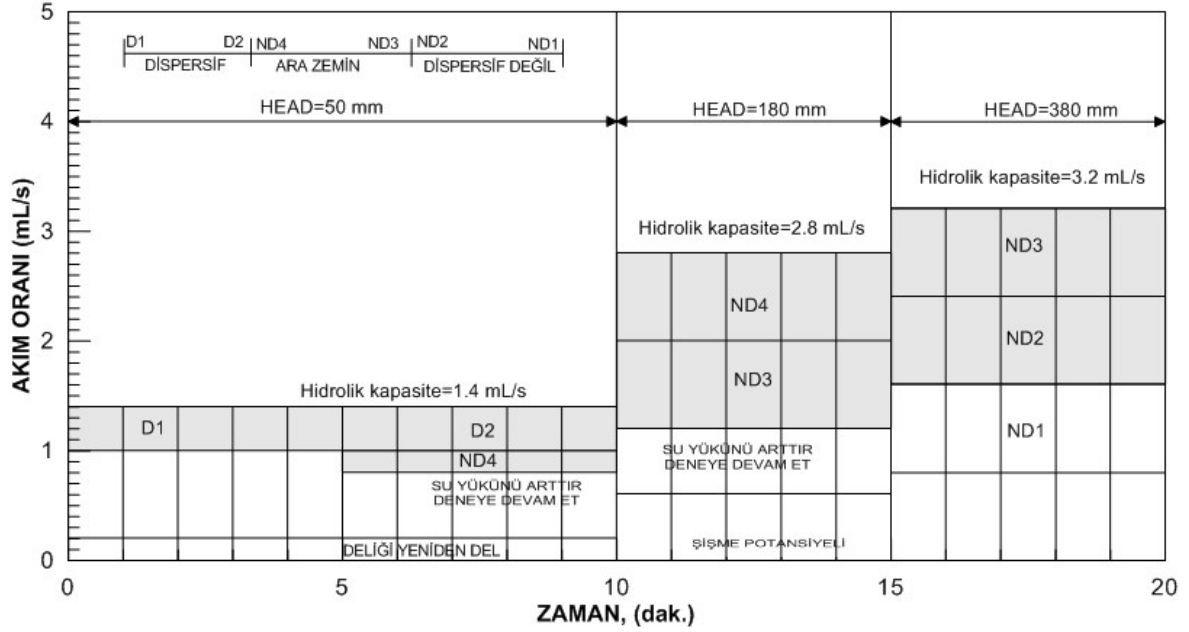 5
D1 D2 ND4 ND3 ND2 ND1
DİSPERSİF ARA ZEMİN DİSPERSİF DEĞİL
HEAD=50 mm HEAD=180 mm HEAD=380 mm
4
Hidrolik kapasite=3.2 mL/s
3
Hidrolik kapasite=2.8 mL/s
ND3
ND4
2
ND2
ND3
Hidrolik kapasite=1.4 mL/s
D1 D2
ND1
1
ND4
SU YÜKÜNÜ ARTTIR
DENEYE DEVAM ET
SU YÜKÜNÜ ARTTIR
DENEYE DEVAM ET
DELİĞİ YENİDEN DEL
ŞİŞME POTANSİYELİ
0
0 5 10 15 20
AKIM ORANI (mL/s)
ZAMAN, (dak.)